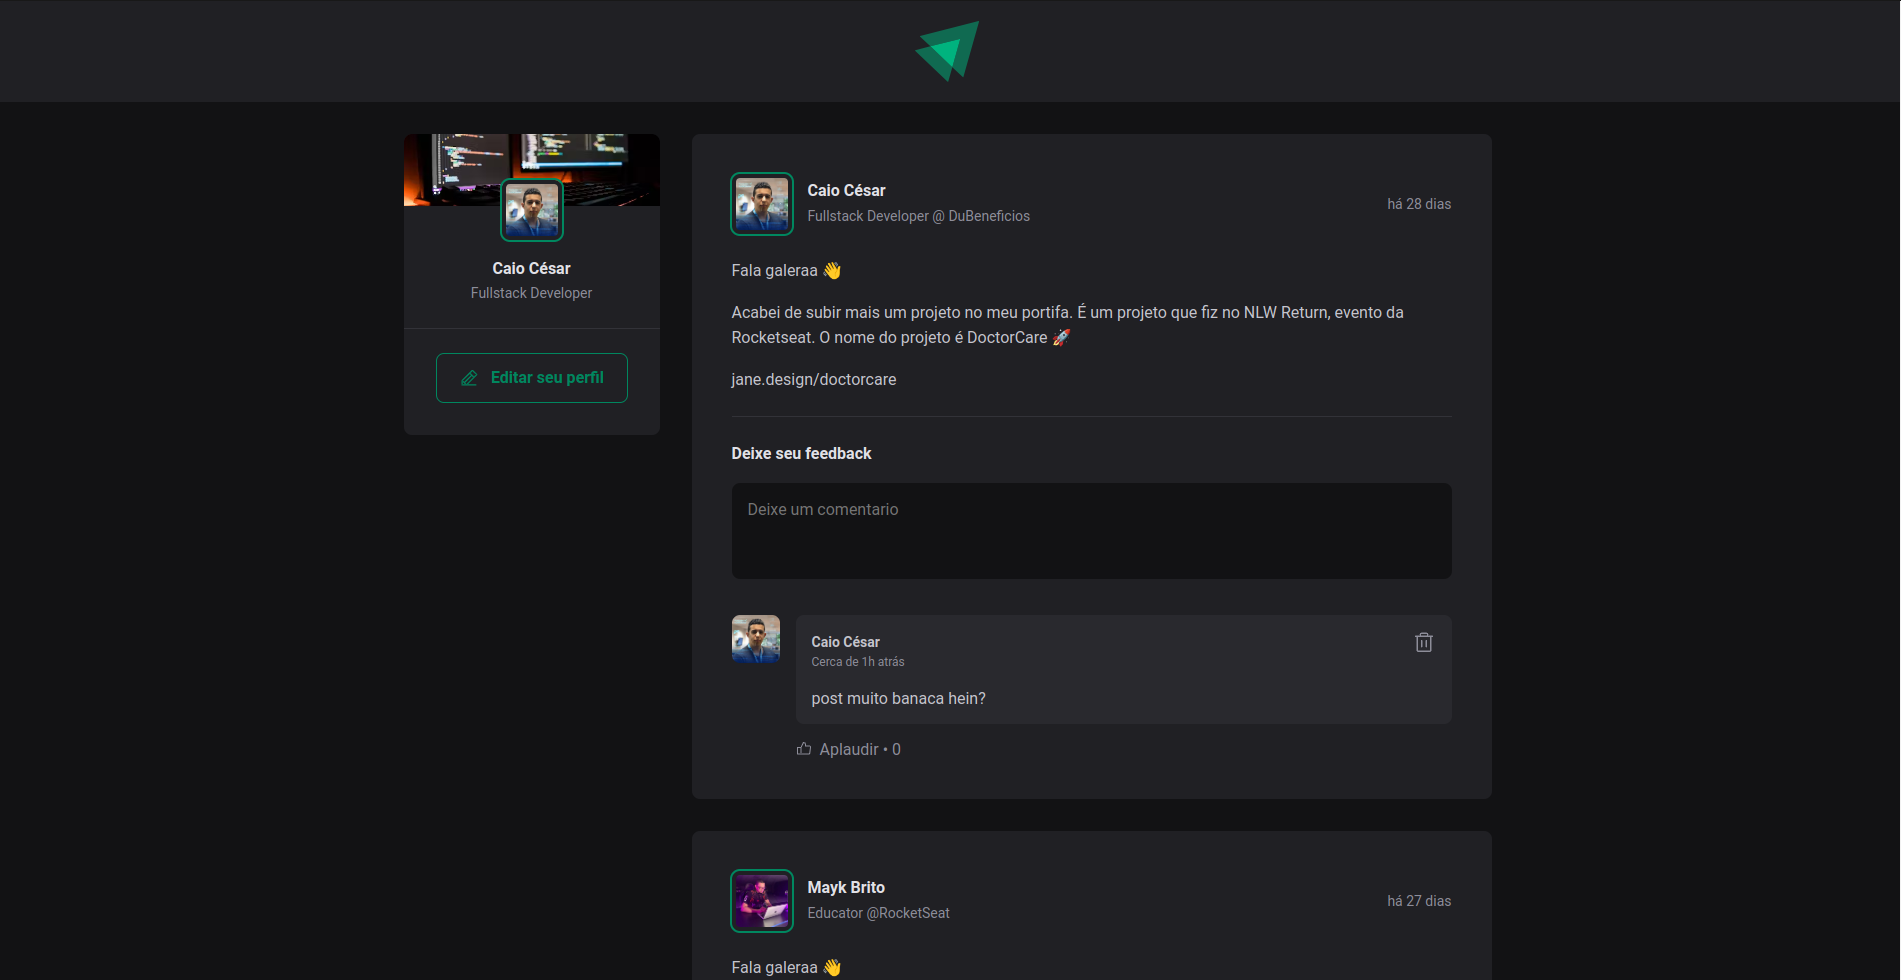 Caio César
Fullstack Developer
Editar seu perfil
Caio César
Fullstack Developer @ DuBeneficios
há 28 dias
Fala galeraa 👋
Acabei de subir mais um projeto no meu portifa. É um projeto que fiz no NLW Return, evento da
Rocketseat. O nome do projeto é DoctorCare 🚀
jane.design/doctorcare
Deixe seu feedback
Deixe um comentario
Caio César
Cerca de 1h atrás
post muito banaca hein?
Aplaudir • 0
Mayk Brito
Educator @RocketSeat
há 27 dias
Fala galeraa 👋